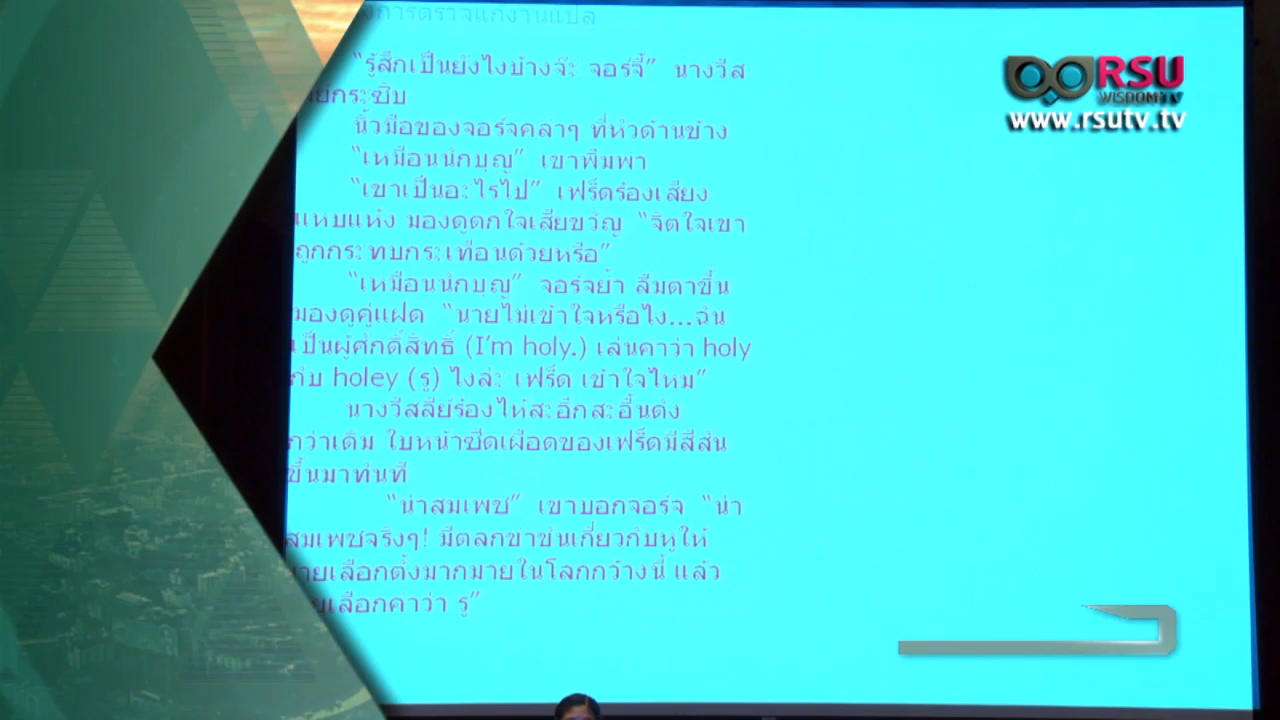 การตรวจแก้งานแปล
“รู้สึกเป็นยังไงบ้างจ๊ะ จอร์จี้” นางวีส
ย์กระซิบ
นิ้วมือของจอร์จคลำๆ ที่หัวด้านข้าง
“เหมือนนักบุญ” เขาพึมพำ
“เขาเป็นอะไรไป” เฟร็ดร้องเสียง
แหบแห้ง มองดูตกใจเสียขวัญ “จิตใจเขา
ถูกกระทบกระเทือนด้วยหรือ”
“เหมือนนักบุญ” จอร์จย้ำ ลืมตาขึ้น
มองดูคู่แฝด “นายไม่เข้าใจหรือไง...ฉัน
เป็นผู้ศักดิ์สิทธิ์ (I’m holy.) เล่นคำว่า holy
กับ holey (รู) ไงล่ะ เฟร็ด เข้าใจไหม”
นางวีสลีย์ร้องไห้สะอึกสะอื้นดัง
กว่าเดิม ใบหน้าซีดเผือดของเฟร็ดมีสีสัน
ขึ้นมาทันที
“น่าสมเพช” เขาบอกจอร์จ “น่า
สมเพชจริงๆ! มีตลกขำขันเกี่ยวกับหูให้
นายเลือกตั้งมากมายในโลกกว้างนี้ แล้ว
เลือกคำว่า รู”
RSU
WISDOM TV
www.rsutv.tv